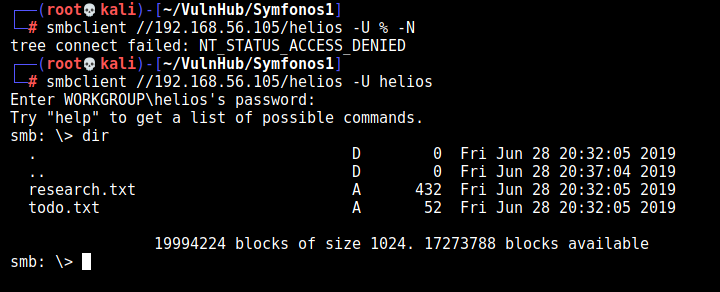 ┌──(root💀kali)-[~/VulnHub/Symfonos1]
└─# smbclient //192.168.56.105/helios -U % -N
tree connect failed: NT_STATUS_ACCESS_DENIED
┌──(root💀kali)-[~/VulnHub/Symfonos1]
└─# smbclient //192.168.56.105/helios -U helios
Enter WORKGROUP\helios's password:
Try "help" to get a list of possible commands.
smb: \> dir
  .                                   D        0  Fri Jun 28 20:32:05 2019
  ..                                  D        0  Fri Jun 28 20:37:04 2019
  research.txt                        A      432  Fri Jun 28 20:32:05 2019
  todo.txt                            A       52  Fri Jun 28 20:32:05 2019
                19994224 blocks of size 1024. 17273788 blocks available
smb: \>